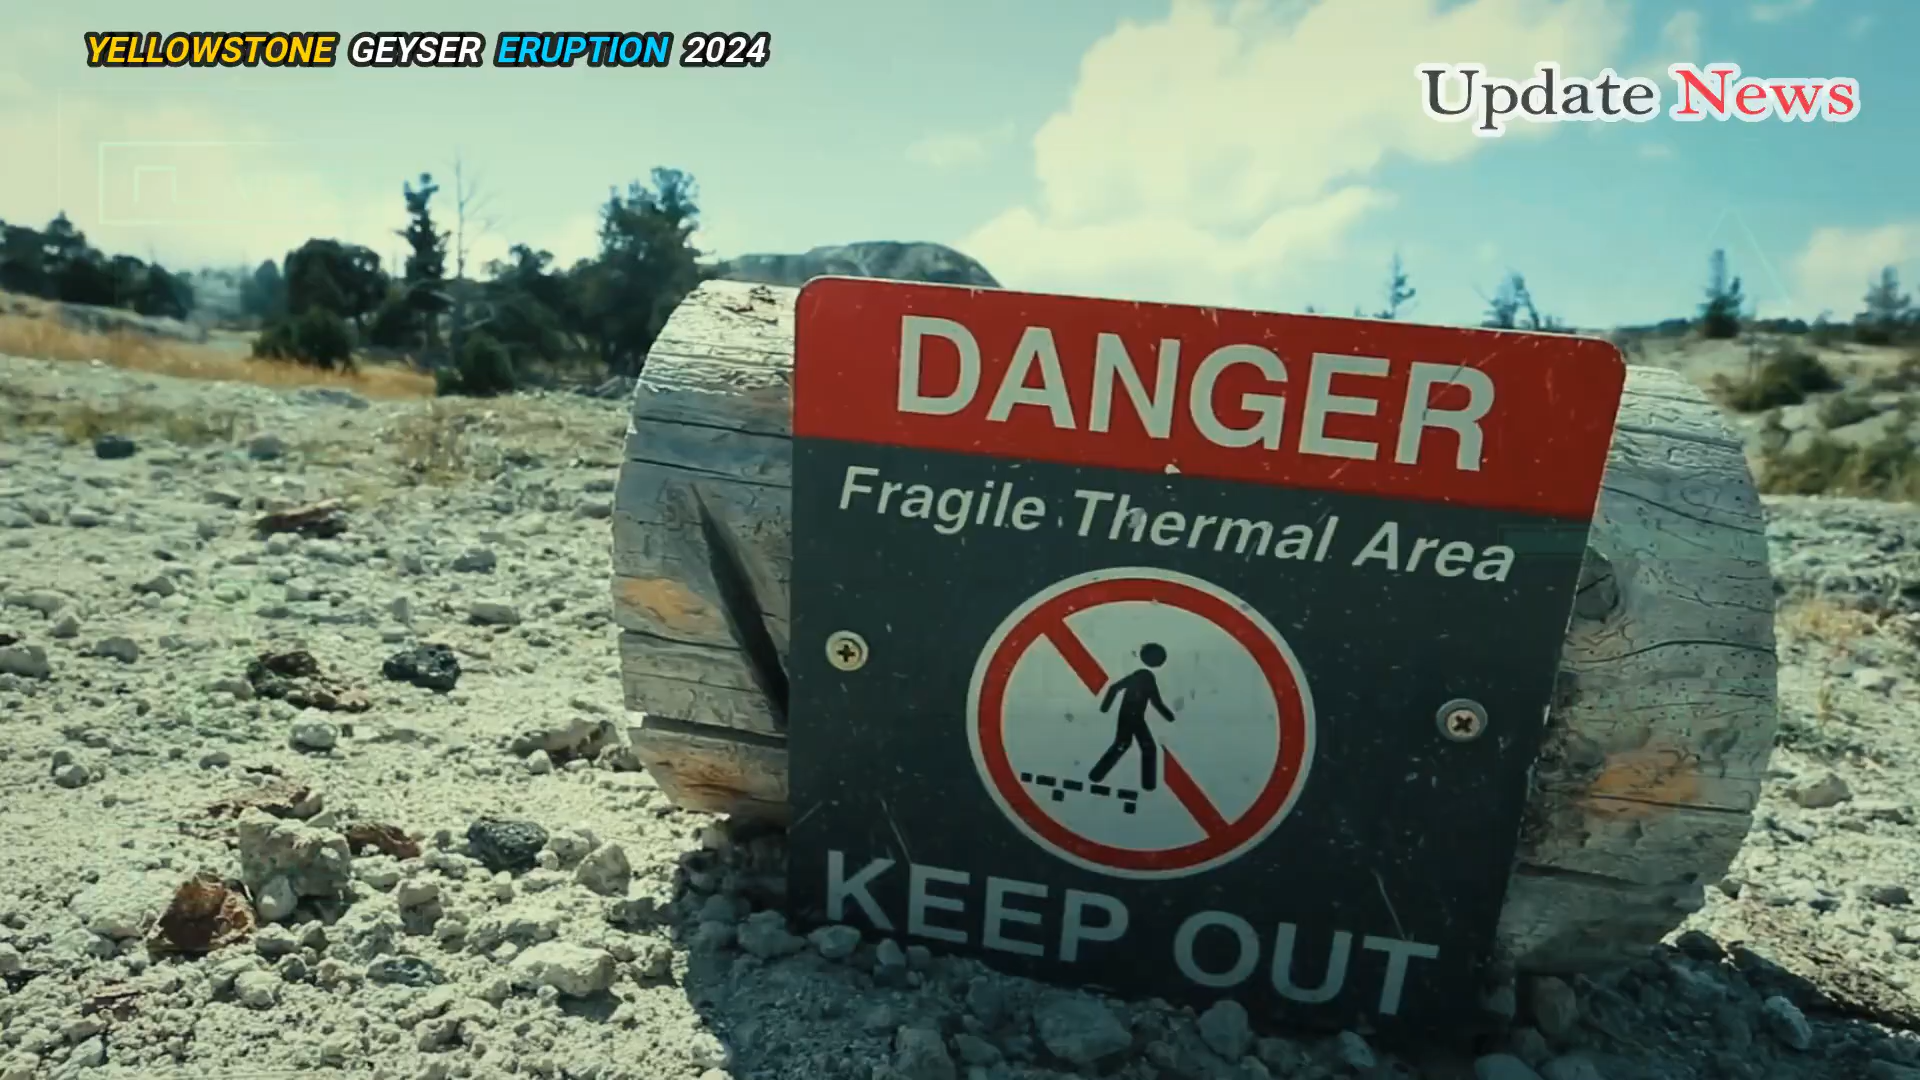 YELLOWSTONE GEYSER ERUPTION 2024
Update News
DANGER
Fragile Thermal Area
KEEP OUT